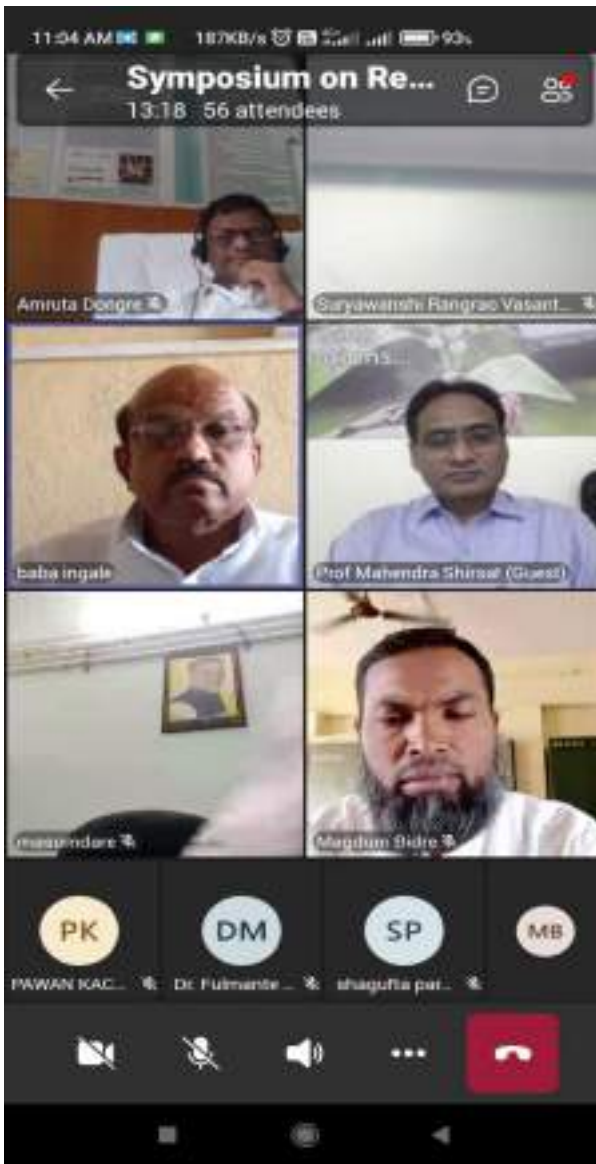 11:04 AM
187KB/s
93%
Symposium on Re...
13:18 56 attendees
Amruta Dongre
Suryawanshi Rangrao Vasant...
baba ingale
Prof Mahendra Shirsat (Guest)
Magdum Bidre
PK
DM
SP
MB
PAWAN KAC...
Dr. Fulmante ...
shagufta par...